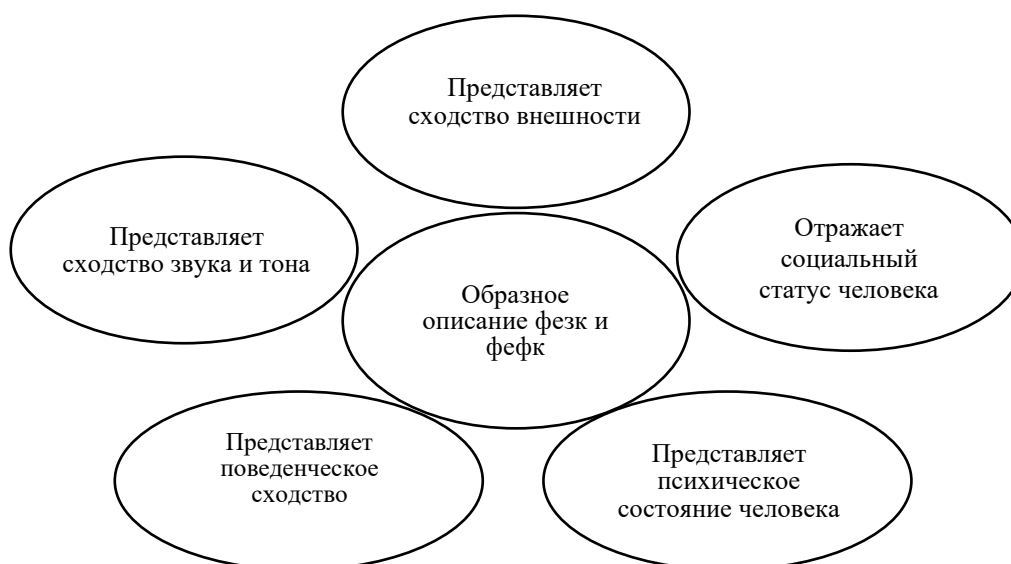 Представляет
сходство внешности
Представляет
сходство звука и тона
Отражает
социальный
статус человека
Образное
описание фезк и
фефк
Представляет
поведенческое
сходство
Представляет
психическое
состояние человека